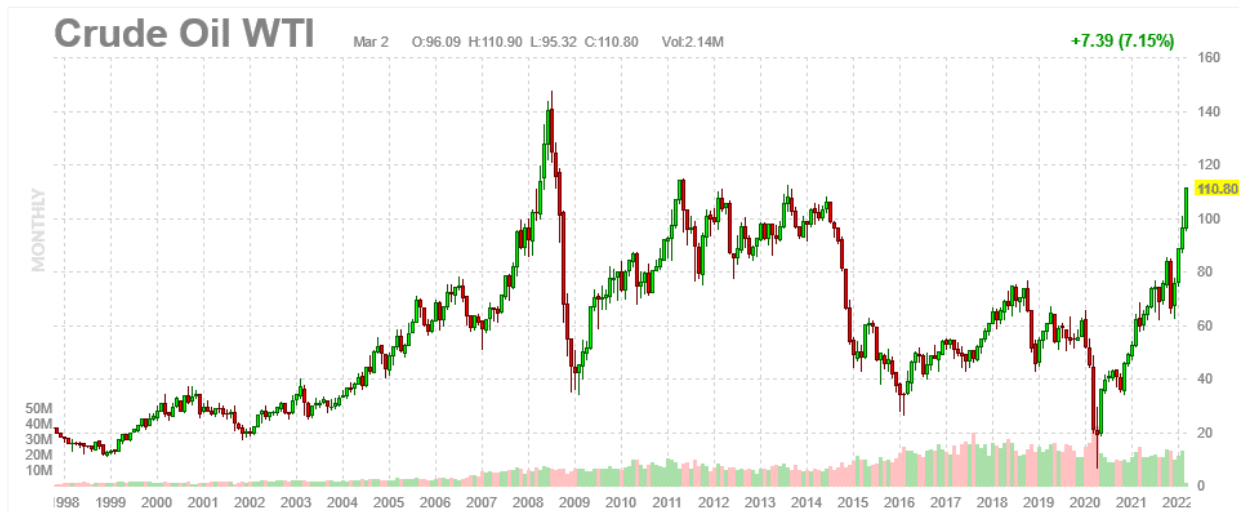 Crude Oil WTI Mar 2 O:96.09 H:110.90 L:95.32 C:110.80 Vol:2.14M +7.39 (7.15%)
160
140
120
110.80
100
80
60
40
20
0
MONTHLY
50M
40M
30M
20M
10M
1998 1999 2000 2001 2002 2003 2004 2005 2006 2007 2008 2009 2010 2011 2012 2013 2014 2015 2016 2017 2018 2019 2020 2021 2022